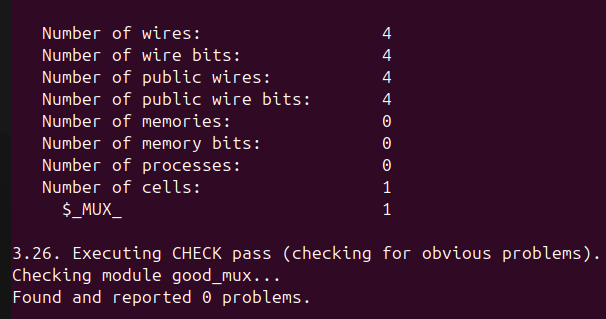 Number of wires: 4
Number of wire bits: 4
Number of public wires: 4
Number of public wire bits: 4
Number of memories: 0
Number of memory bits: 0
Number of processes: 0
Number of cells: 1
$_MUX_ 1
3.26. Executing CHECK pass (checking for obvious problems).
Checking module good_mux...
Found and reported 0 problems.